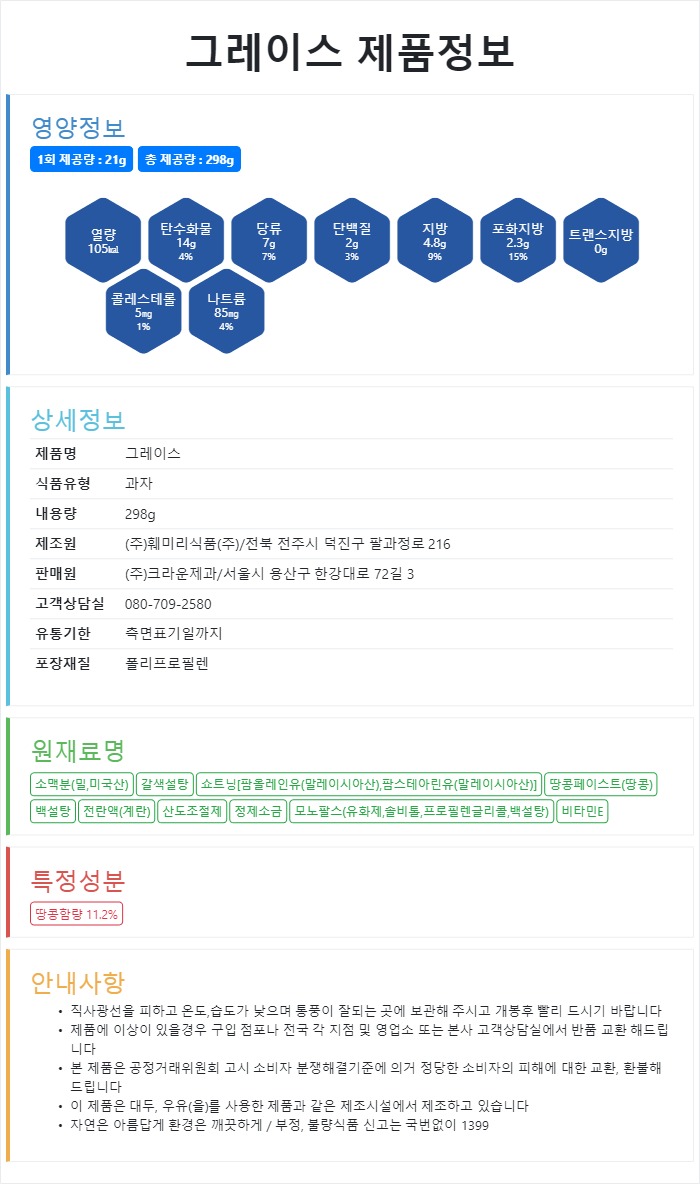 그레이스 제품정보
영양정보
1회 제공량 : 21g 총 제공량 : 298g
열량
105㎉
탄수화물
14g
4%
당류
7g
7%
단백질
2g
3%
지방
4.8g
9%
포화지방
2.3g
15%
트랜스지방
0g
콜레스테롤
5㎎
1%
나트륨
85㎎
4%
상세정보
제품명 그레이스
식품유형 과자
내용량 298g
제조원 (주)훼미리식품(주)/전북 전주시 덕진구 팔과정로 216
판매원 (주)크라운제과/서울시 용산구 한강대로 72길 3
고객상담실 080-709-2580
유통기한 측면표기일까지
포장재질 폴리프로필렌
원재료명
소맥분(밀,미국산) 갈색설탕 쇼트닝[팜올레인유(말레이시아산),팜스테아린유(말레이시아산)] 땅콩페이스트(땅콩)
백설탕 전란액(계란) 산도조절제 정제소금 모노팔스(유화제,솔비톨,프로필렌글리콜,백설탕) 비타민E
특정성분
땅콩함량 11.2%
안내사항
• 직사광선을 피하고 온도,습도가 낮으며 통풍이 잘되는 곳에 보관해 주시고 개봉후 빨리 드시기 바랍니다
• 제품에 이상이 있을경우 구입 점포나 전국 각 지점 및 영업소 또는 본사 고객상담실에서 반품 교환 해드립
니다
• 본 제품은 공정거래위원회 고시 소비자 분쟁해결기준에 의거 정당한 소비자의 피해에 대한 교환, 환불해
드립니다
• 이 제품은 대두, 우유(을)를 사용한 제품과 같은 제조시설에서 제조하고 있습니다
• 자연은 아름답게 환경은 깨끗하게 / 부정, 불량식품 신고는 국번없이 1399